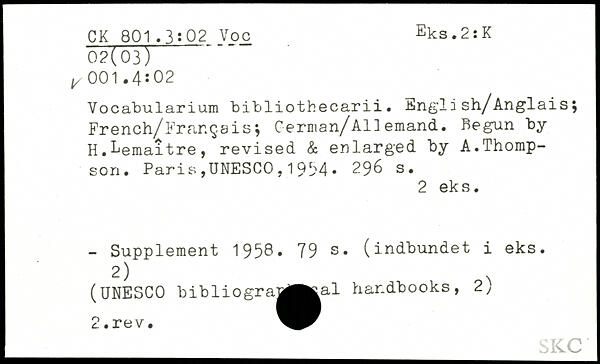 CK 801.3:02 Voc Eks.2:K
02(03)
✓ 001.4:02
Vocabularium bibliothecarii. English/Anglais;
French/Français; German/Allemand. Begun by
H.Lemaître, revised & enlarged by A.Thomp-
son. Paris,UNESCO,1954. 296 s.
2 eks.
- Supplement 1958. 79 s. (indbundet i eks.
2)
(UNESCO bibliogra al handbooks, 2)
2.rev.
SKC